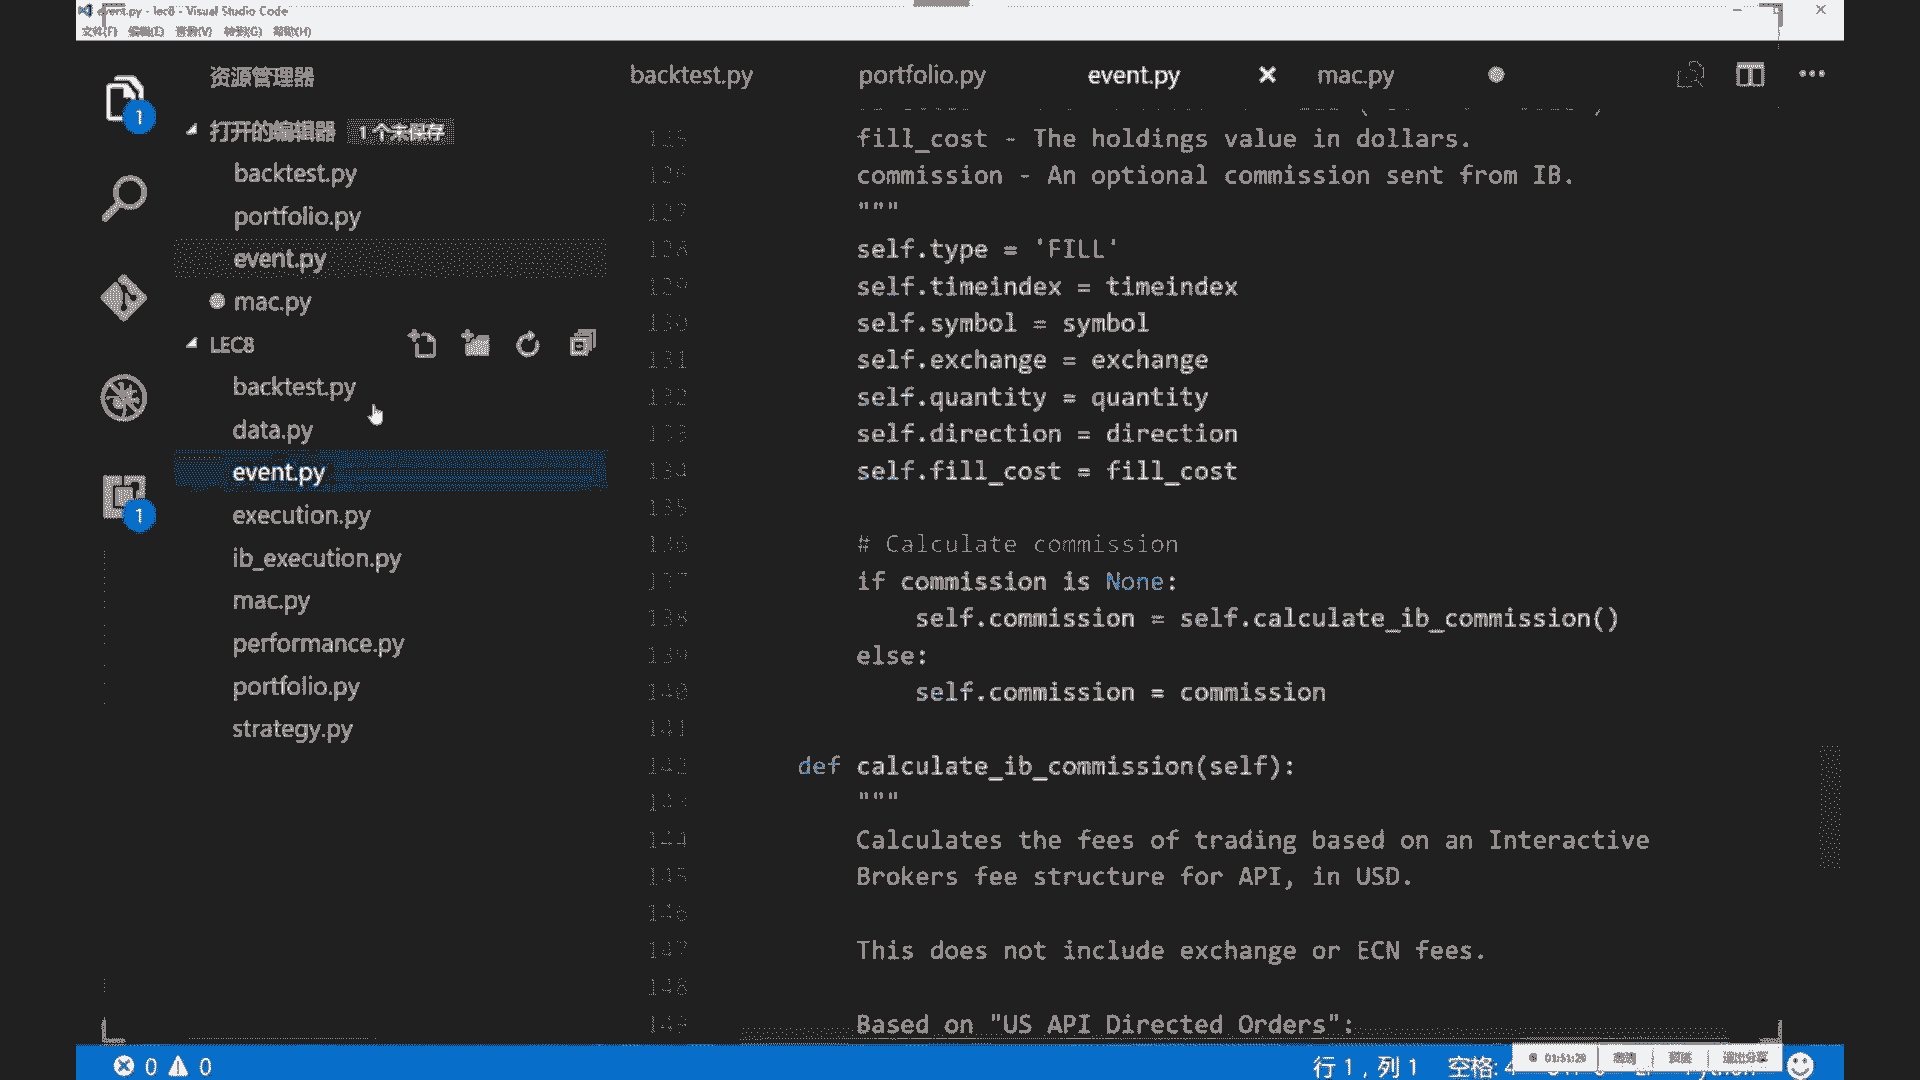 event.py - lec8 - Visual Studio Code
文件(F) 编辑(E) 查看(V) 转到(G) 帮助(H)
资源管理器
打开的编辑器 1 个未保存
backtest.py
portfolio.py
event.py
mac.py
LEC8
backtest.py
data.py
event.py
execution.py
ib_execution.py
mac.py
performance.py
portfolio.py
strategy.py
1
1
backtest.py portfolio.py event.py mac.py
125 fill_cost - The holdings value in dollars.
126 commission - An optional commission sent from IB.
127 """
128 self.type = 'FILL'
129 self.timeindex = timeindex
130 self.symbol = symbol
131 self.exchange = exchange
132 self.quantity = quantity
133 self.direction = direction
134 self.fill_cost = fill_cost
135
136 # Calculate commission
137 if commission is None:
138 self.commission = self.calculate_ib_commission()
139 else:
140 self.commission = commission
141
142 def calculate_ib_commission(self):
143 """
144 Calculates the fees of trading based on an Interactive
145 Brokers fee structure for API, in USD.
146
147 This does not include exchange or ECN fees.
148
149 Based on "US API Directed Orders":
0 0
行 1，列 1 空格: 4
01:51:29